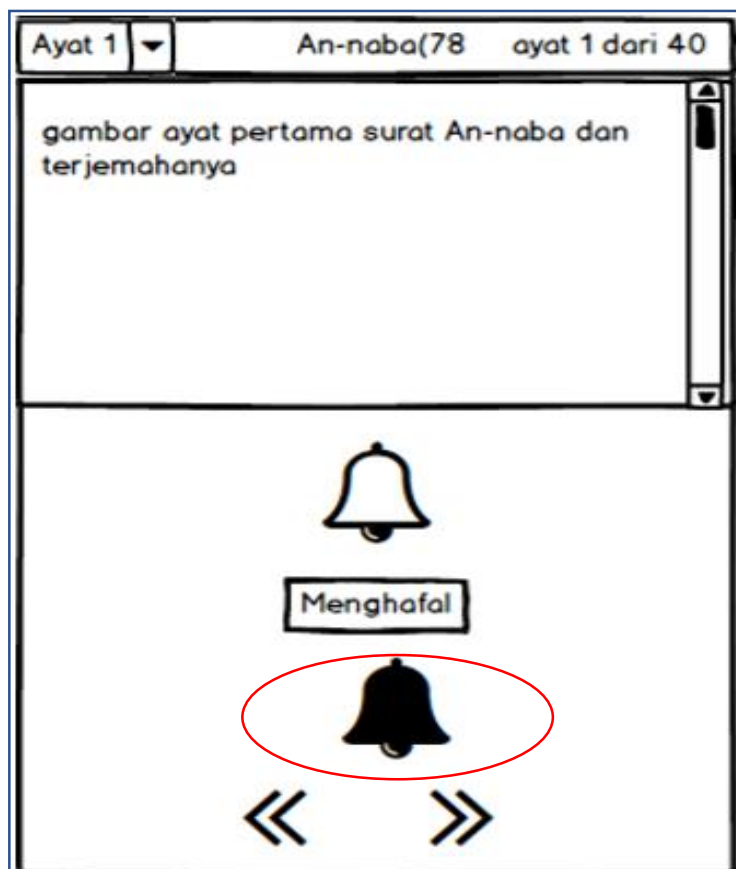 Ayat 1 An-naba(78 ayat 1 dari 40
gambar ayat pertama surat An-naba dan
terjemahanya
Menghafal